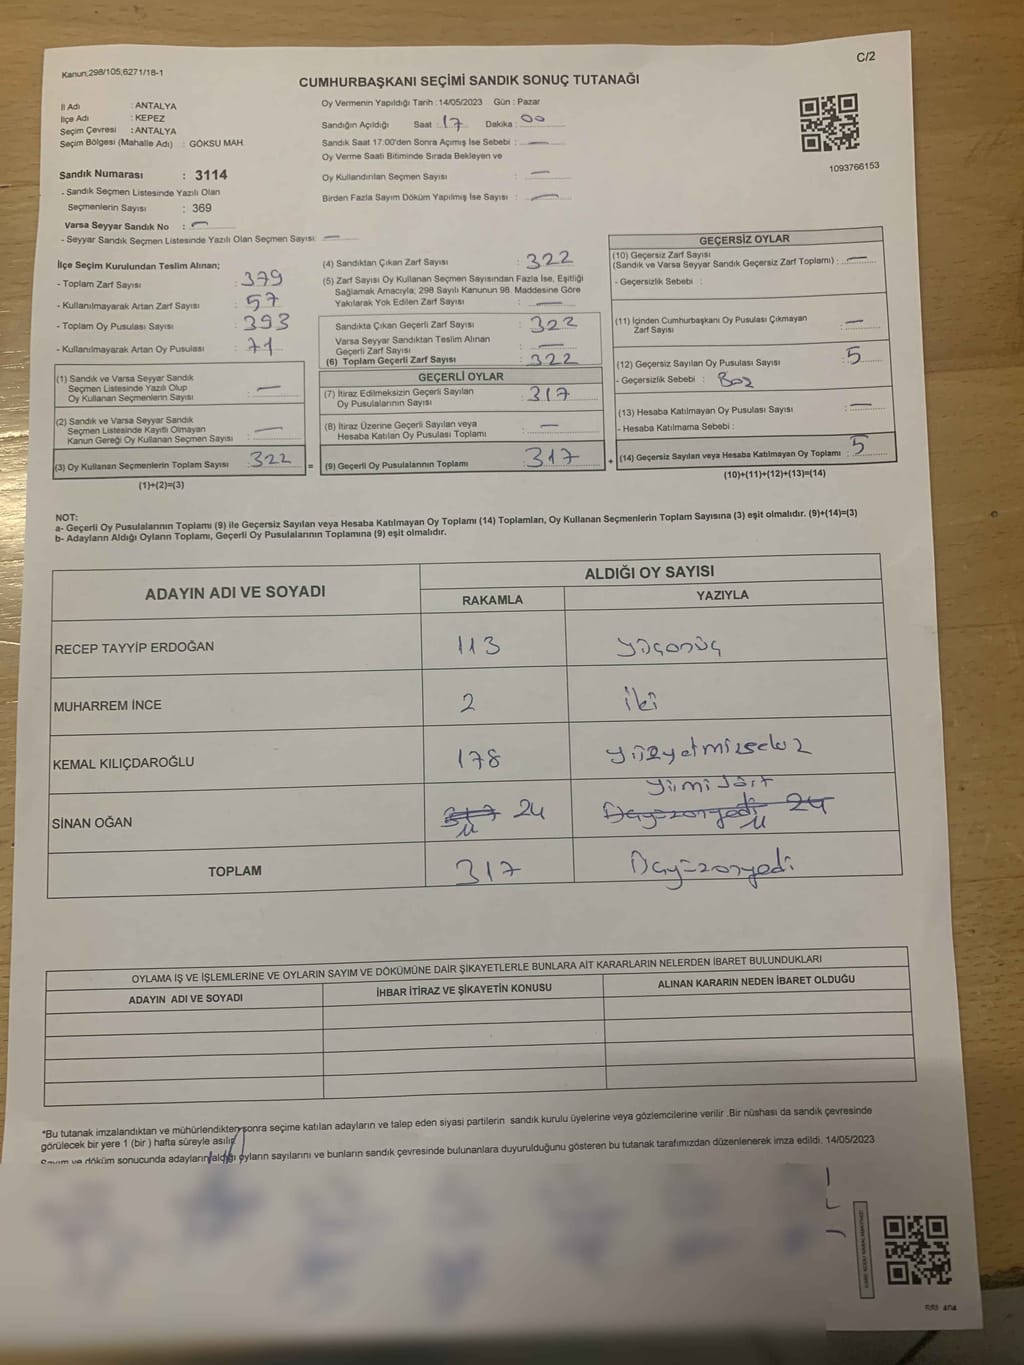 Kanun;298/105,6271/18-1
C/2
CUMHURBAŞKANI SEÇİMİ SANDIK SONUÇ TUTANAĞI
İl Adı : ANTALYA
İlçe Adı : KEPEZ
Seçim Çevresi : ANTALYA
Seçim Bölgesi (Mahalle Adı) : GÖKSU MAH.
Sandık Numarası : 3114
- Sandık Seçmen Listesinde Yazılı Olan
Seçmenlerin Sayısı : 369
Varsa Seyyar Sandık No : —
- Seyyar Sandık Seçmen Listesinde Yazılı Olan Seçmen Sayısı: —
Oy Vermenin Yapıldığı Tarih :14/05/2023 Gün : Pazar
Sandığın Açıldığı Saat : 17 Dakika : 00
Sandık Saat 17:00'den Sonra Açımış İse Sebebi : —
Oy Verme Saati Bitiminde Sırada Bekleyen ve
Oy Kullandırılan Seçmen Sayısı : —
Birden Fazla Sayım Döküm Yapılmış İse Sayısı : —
1093766153
İlçe Seçim Kurulundan Teslim Alınan;
- Toplam Zarf Sayısı : 379
- Kullanılmayarak Artan Zarf Sayısı : 57
- Toplam Oy Pusulası Sayısı : 393
- Kullanılmayarak Artan Oy Pusulası : 71
(1) Sandık ve Varsa Seyyar Sandık
Seçmen Listesinde Yazılı Olup
Oy Kullanan Seçmenlerin Sayısı : —
(2) Sandık ve Varsa Seyyar Sandık
Seçmen Listesinde Kayıtlı Olmayan
Kanun Gereği Oy Kullanan Seçmen Sayısı : —
(3) Oy Kullanan Seçmenlerin Toplam Sayısı : 322
(1)+(2)=(3)
(4) Sandıktan Çıkan Zarf Sayısı : 322
(5) Zarf Sayısı Oy Kullanan Seçmen Sayısından Fazla İse, Eşitliği
Sağlamak Amacıyla; 298 Sayılı Kanunun 98. Maddesine Göre
Yakılarak Yok Edilen Zarf Sayısı : —
Sandıkta Çıkan Geçerli Zarf Sayısı : 322
Varsa Seyyar Sandıktan Teslim Alınan
Geçerli Zarf Sayısı : —
(6) Toplam Geçerli Zarf Sayısı : 322
GEÇERLİ OYLAR
(7) İtiraz Edilmeksizin Geçerli Sayılan
Oy Pusulalarının Sayısı : 317
(8) İtiraz Üzerine Geçerli Sayılan veya
Hesaba Katılan Oy Pusulası Toplamı : —
= (9) Geçerli Oy Pusulalarının Toplamı : 317
GEÇERSİZ OYLAR
(10) Geçersiz Zarf Sayısı
(Sandık ve Varsa Seyyar Sandık Geçersiz Zarf Toplamı) : —
- Geçersizlik Sebebi :
(11) İçinden Cumhurbaşkanı Oy Pusulası Çıkmayan
Zarf Sayısı : —
(12) Geçersiz Sayılan Oy Pusulası Sayısı : 5
- Geçersizlik Sebebi : Boz
(13) Hesaba Katılmayan Oy Pusulası Sayısı : —
- Hesaba Katılmama Sebebi :
+ (14) Geçersiz Sayılan veya Hesaba Katılmayan Oy Toplamı : 5
(10)+(11)+(12)+(13)=(14)
NOT:
a- Geçerli Oy Pusulalarının Toplamı (9) ile Geçersiz Sayılan veya Hesaba Katılmayan Oy Toplamı (14) Toplamları, Oy Kullanan Seçmenlerin Toplam Sayısına (3) eşit olmalıdır. (9)+(14)=(3)
b- Adayların Aldığı Oyların Toplamı, Geçerli Oy Pusulalarının Toplamına (9) eşit olmalıdır.
ADAYIN ADI VE SOYADI
ALDIĞI OY SAYISI
RAKAMLA YAZIYLA
RECEP TAYYİP ERDOĞAN 113 yüzonüç
MUHARREM İNCE 2 iki
KEMAL KILIÇDAROĞLU 178 yüzyetmizsekiz
SİNAN OĞAN 317 24 yirmi dört
Üçyüzonyedi 24
TOPLAM 317 Üçyüzonyedi
OYLAMA İŞ VE İŞLEMLERİNE VE OYLARIN SAYIM VE DÖKÜMÜNE DAİR ŞİKAYETLERLE BUNLARA AİT KARARLARIN NELERDEN İBARET BULUNDUKLARI
ADAYIN ADI VE SOYADI İHBAR İTİRAZ VE ŞİKAYETİN KONUSU ALINAN KARARIN NEDEN İBARET OLDUĞU
*Bu tutanak imzalandıktan ve mühürlendikten sonra seçime katılan adayların ve talep eden siyasi partilerin sandık kurulu üyelerine veya gözlemcilerine verilir .Bir nüshası da sandık çevresinde
görülecek bir yere 1 (bir ) hafta süreyle asılır.
Sayım ve döküm sonucunda adayların aldığı oyların sayılarını ve bunların sandık çevresinde bulunanlara duyurulduğunu gösteren bu tutanak tarafımızdan düzenlenerek imza edildi. 14/05/2023